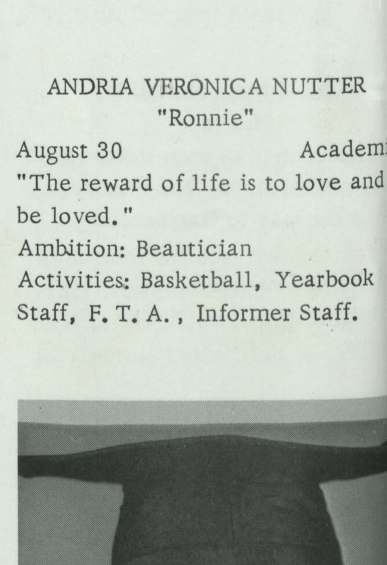 ANDRIA VERONICA NUTTER
"Ronnie"
August 30 Academi
"The reward of life is to love and
be loved."
Ambition: Beautician
Activities: Basketball, Yearbook
Staff, F. T. A. , Informer Staff.